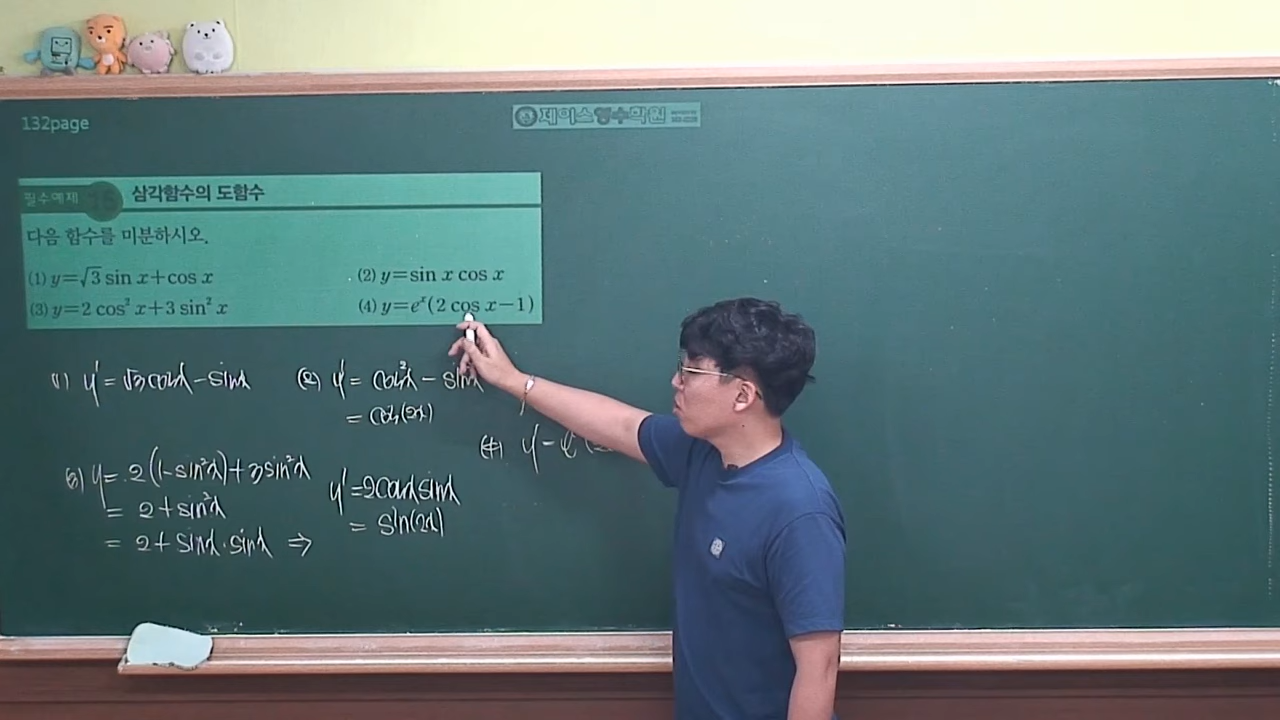 132page
제이스영수학원
필수예제 삼각함수의 도함수
다음 함수를 미분하시오.
(1) y=√3 sin x+cos x (2) y=sin x cos x
(3) y=2 cos² x+3 sin² x (4) y=eˣ(2 cos x−1)
(1) y′ = √3 cosx − sinx
(2) y′ = cos²x − sin
= cos(2x)
(3) y = 2(1−sin²x)+3sin²x
= 2+sin²x
= 2+sinx·sinx ⇒
y′=2cosxsinx
= sin(2x)
(4) y′=e